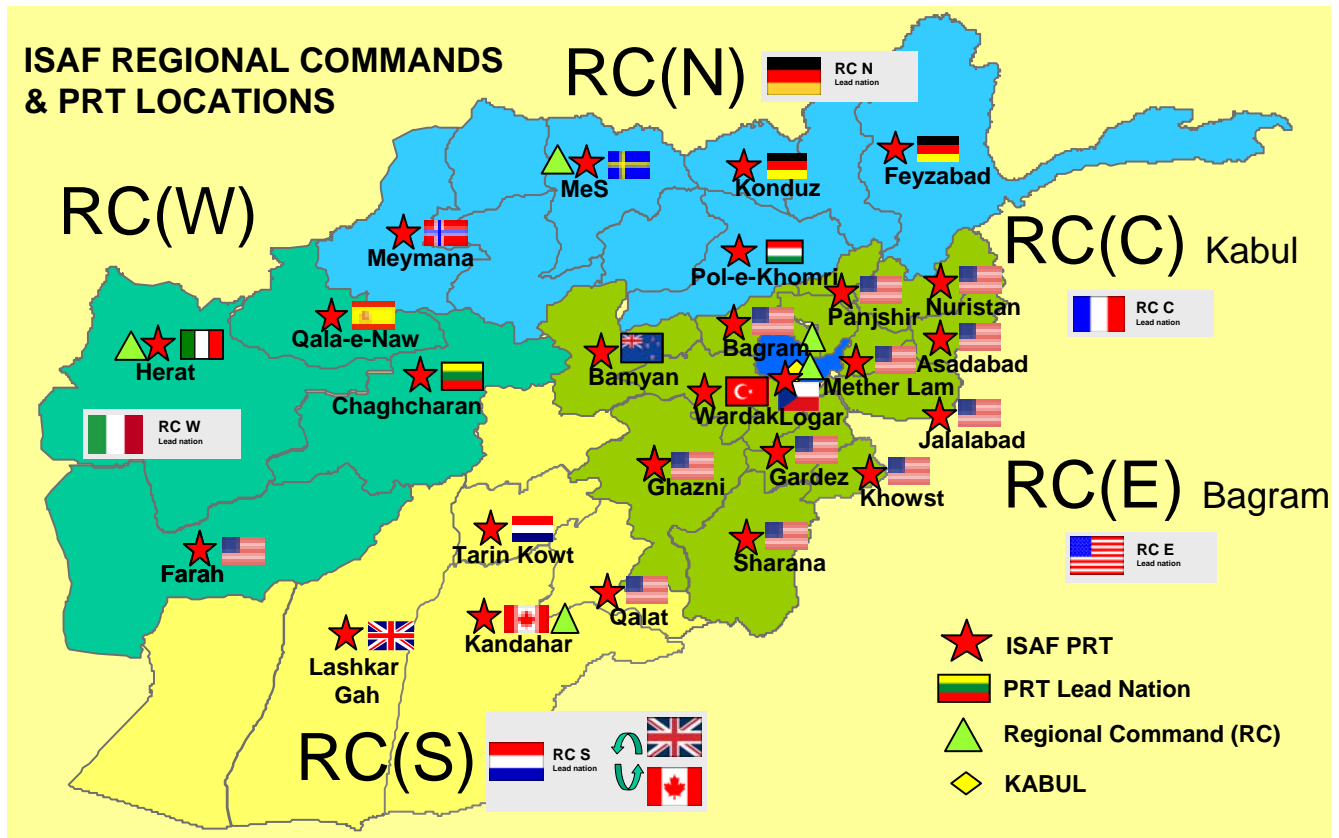 ISAF REGIONAL COMMANDS
& PRT LOCATIONS
RC(N)
RC N
Lead nation
RC(W)
MeS
Konduz
Feyzabad
Meymana
Pol-e-Khomri
RC(C) Kabul
RC C
Lead nation
Qala-e-Naw
Herat
Chaghcharan
RC W
Lead nation
Farah
Bamyan
Bagram
Panjshir
Nuristan
Asadabad
Mether Lam
Wardak
Logar
Jalalabad
Ghazni
Gardez
Khowst
Sharana
RC(E) Bagram
RC E
Lead nation
Tarin Kowt
Qalat
Kandahar
Lashkar
Gah
RC(S)
RC S
Lead nation
ISAF PRT
PRT Lead Nation
Regional Command (RC)
KABUL